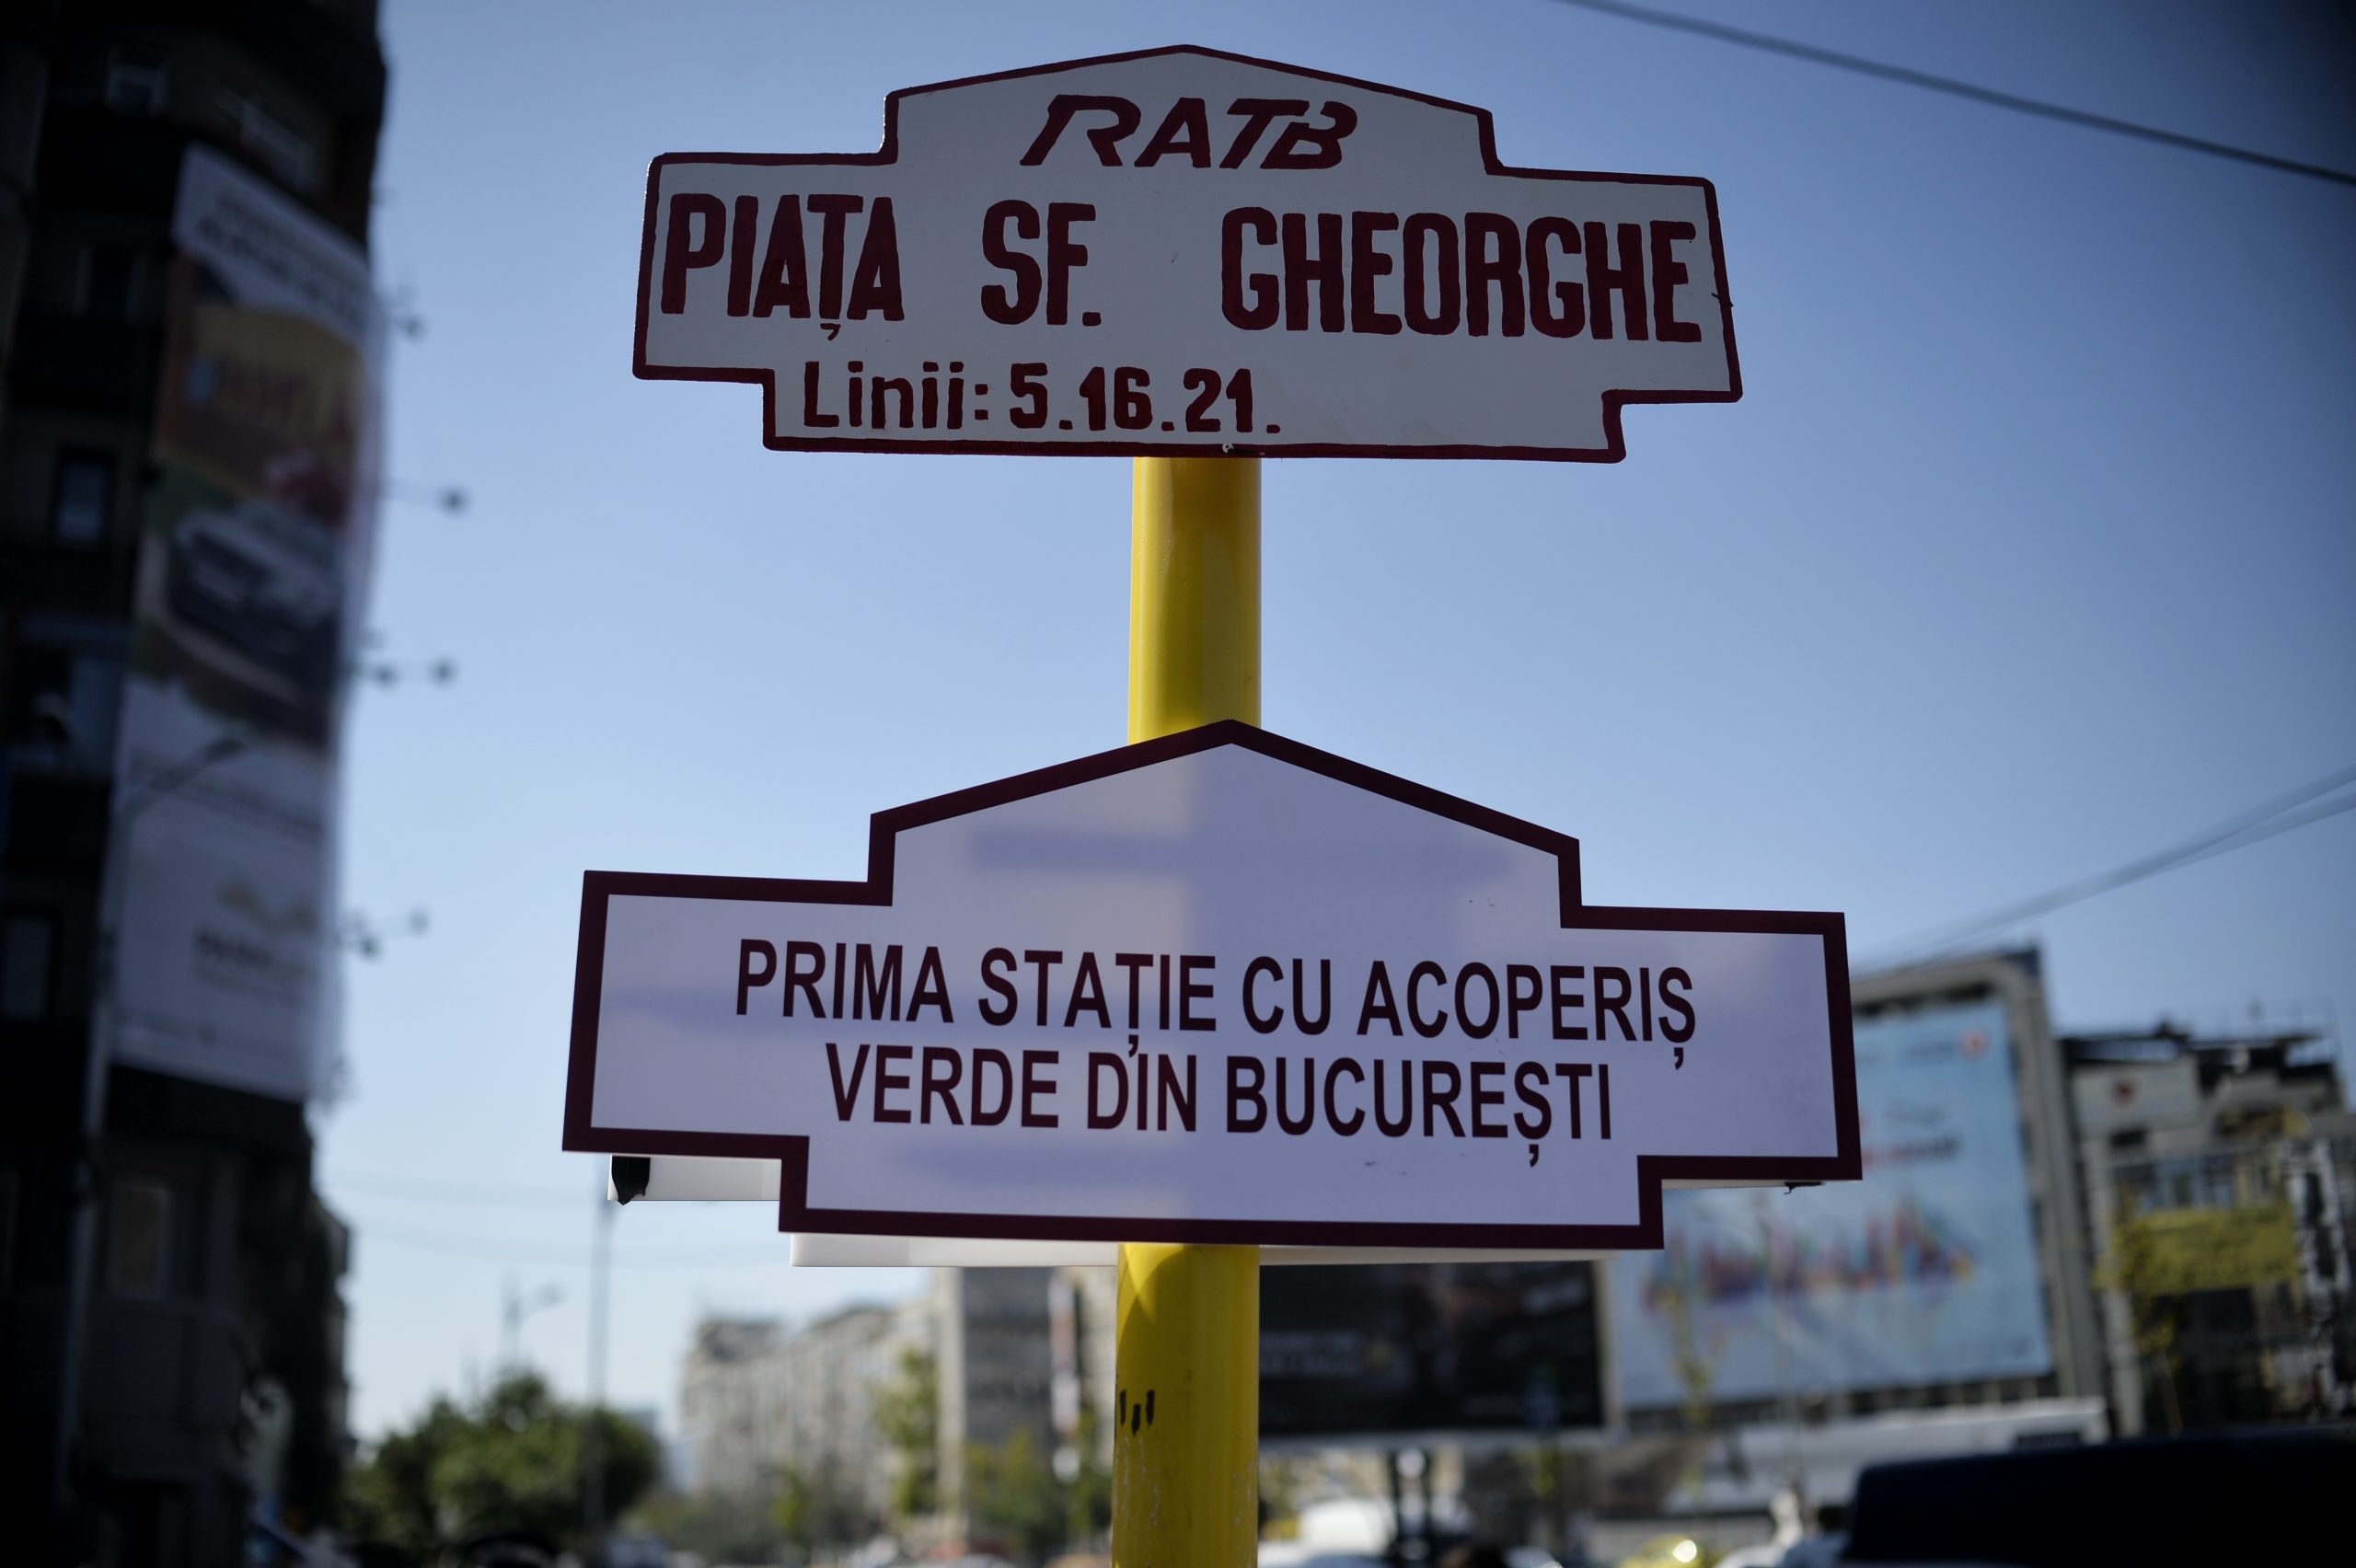 RATB
PIAȚA SF. GHEORGHE
Linii: 5.16.21.
PRIMA STAȚIE CU ACOPERIȘ
VERDE DIN BUCUREȘTI